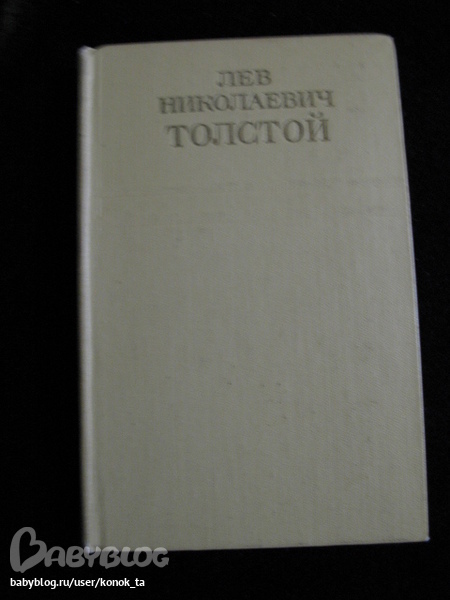 ЛЕВ
НИКОЛАЕВИЧ
ТОЛСТОЙ
BABYBLOG
babyblog.ru/user/konok_ta